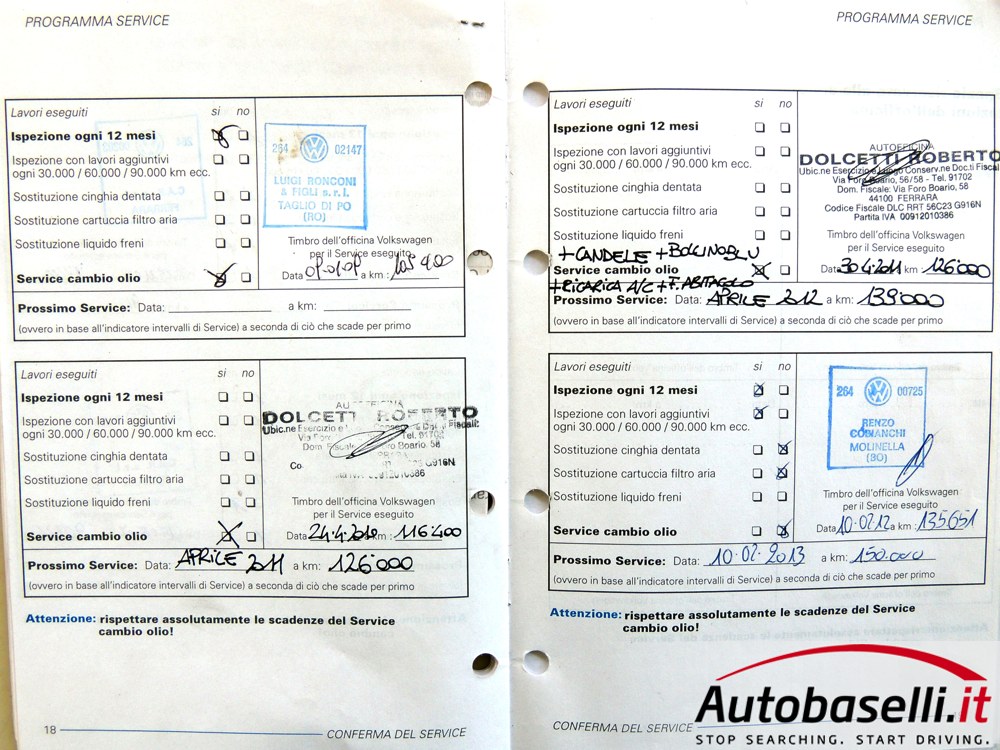 PROGRAMMA SERVICE
Lavori eseguiti si no
Ispezione ogni 12 mesi
Ispezione con lavori aggiuntivi
ogni 30.000 / 60.000 / 90.000 km ecc.
Sostituzione cinghia dentata
Sostituzione cartuccia filtro aria
Sostituzione liquido freni
Service cambio olio
264 02147
LUIGI RONCONI
& FIGLI s.r.l.
TAGLIO DI PO
(RO)
Timbro dell'officina Volkswagen
per il Service eseguito
Data a km: 109400
Prossimo Service: Data: a km:
(ovvero in base all'indicatore intervalli di Service) a seconda di ciò che scade per primo
Lavori eseguiti si no
Ispezione ogni 12 mesi
Ispezione con lavori aggiuntivi
ogni 30.000 / 60.000 / 90.000 km ecc.
Sostituzione cinghia dentata
Sostituzione cartuccia filtro aria
Sostituzione liquido freni
Service cambio olio
DOLCETTI ROBERTO
Timbro dell'officina Volkswagen
per il Service eseguito
Data 24.4.2010 km: 116400
Prossimo Service: Data: APRILE 2011 a km: 126000
(ovvero in base all'indicatore intervalli di Service) a seconda di ciò che scade per primo
Attenzione: rispettare assolutamente le scadenze del Service
cambio olio!
18
CONFERMA DEL SERVICE
PROGRAMMA SERVICE
Lavori eseguiti si no
Ispezione ogni 12 mesi
Ispezione con lavori aggiuntivi
ogni 30.000 / 60.000 / 90.000 km ecc.
Sostituzione cinghia dentata
Sostituzione cartuccia filtro aria
Sostituzione liquido freni
+CANDELE +BOLLINOBLU
Service cambio olio
+RICARICA A/C +F. ABITACOLO
AUTOFFICINA
DOLCETTI ROBERTO
Ubic.ne Esercizio e Luogo Conserv.ne Doc.ti Fiscal
Via Foro Boario, 56/58 - Tel. 91702
Dom. Fiscale: Via Foro Boario, 58
44100 FERRARA
Codice Fiscale DLC RRT 56C23 G916N
Partita IVA 00912010386
Timbro dell'officina Volkswagen
per il Service eseguito
Data 30.4.2011 km: 126000
Prossimo Service: Data: APRILE 2012 a km: 139000
(ovvero in base all'indicatore intervalli di Service) a seconda di ciò che scade per primo
Lavori eseguiti si no
Ispezione ogni 12 mesi
Ispezione con lavori aggiuntivi
ogni 30.000 / 60.000 / 90.000 km ecc.
Sostituzione cinghia dentata
Sostituzione cartuccia filtro aria
Sostituzione liquido freni
Service cambio olio
264 00725
RENZO
MOLINELLA
(BO)
Timbro dell'officina Volkswagen
per il Service eseguito
Data 10.02.12 a km: 135651
Prossimo Service: Data: 10.02.2013 a km: 150.000
(ovvero in base all'indicatore intervalli di Service) a seconda di ciò che scade per primo
Attenzione: rispettare assolutamente le scadenze del Service
cambio olio!
CONFERMA DEL SERVICE
Autobaselli.it
STOP SEARCHING. START DRIVING.